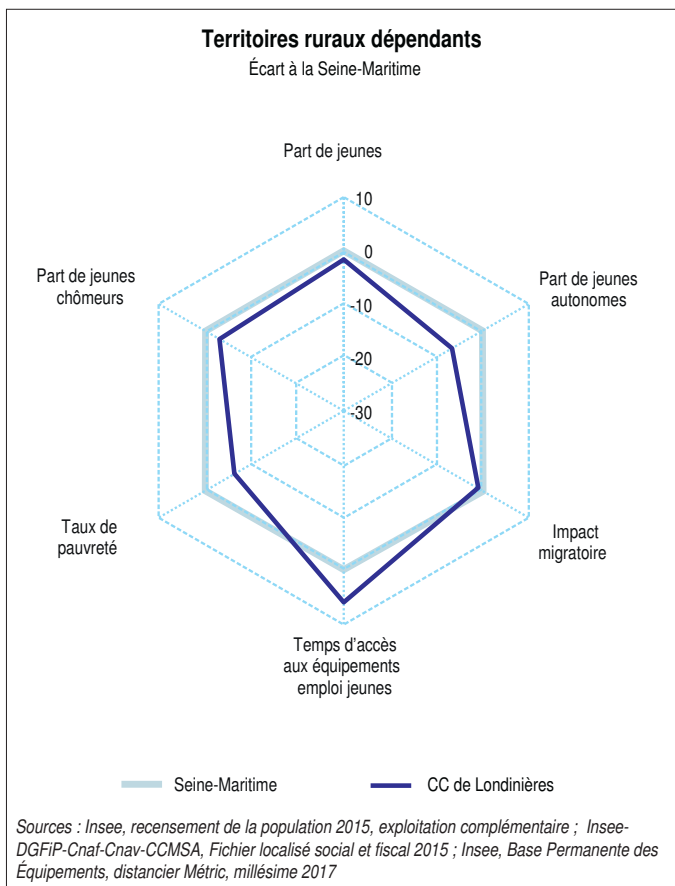 Territoires ruraux dépendants
Écart à la Seine-Maritime
Part de jeunes
10
0
-10
-20
-30
Part de jeunes
chômeurs
Part de jeunes
autonomes
Taux de
pauvreté
Impact
migratoire
Temps d'accès
aux équipements
emploi jeunes
Seine-Maritime
CC de Londinières
Sources : Insee, recensement de la population 2015, exploitation complémentaire ; Insee-
DGFiP-Cnaf-Cnav-CCMSA, Fichier localisé social et fiscal 2015 ; Insee, Base Permanente des
Équipements, distancier Métric, millésime 2017